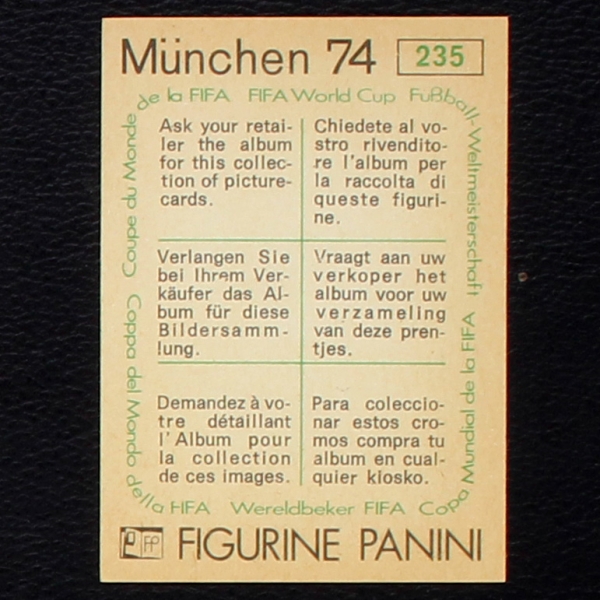 München 74 235
de la FIFA FIFA World Cup Fußball-Weltmeisterschaft
Ask your retai-
ler the album
for this collec-
tion of picture-
cards.
Chiedete al vo-
stro rivendito-
re l'album per
la raccolta di
queste figuri-
ne.
Verlangen Sie
bei Ihrem Ver-
käufer das Al-
bum für diese
Bildersamm-
lung.
Vraagt aan uw
verkoper het
album voor uw
verzameling
van deze pren-
tjes.
Demandez à vo-
tre détaillant
l'Album pour
la collection
de ces images.
Para coleccio-
nar estos cro-
mos compra tu
album en cual-
quier kiosko.
Coupe du Monde
Coppa del Mondo
Copa Mundial de la FIFA
della FIFA Wereldbeker FIFA
FP FIGURINE PANINI